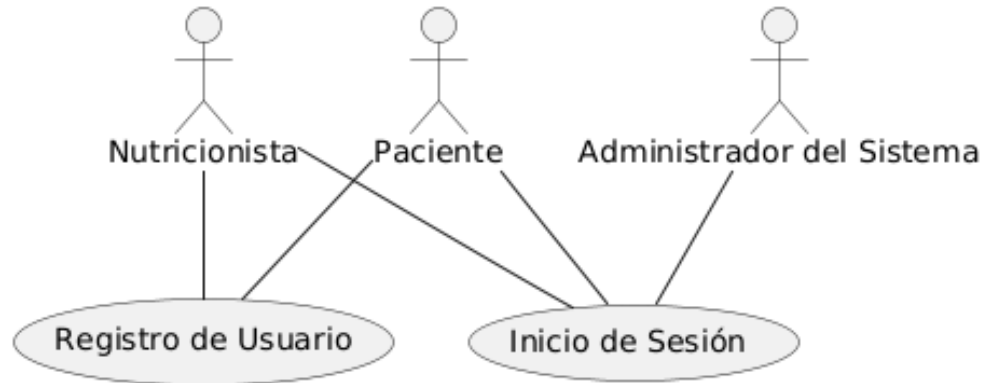 Nutricionista
Paciente
Administrador del Sistema
Registro de Usuario
Inicio de Sesión